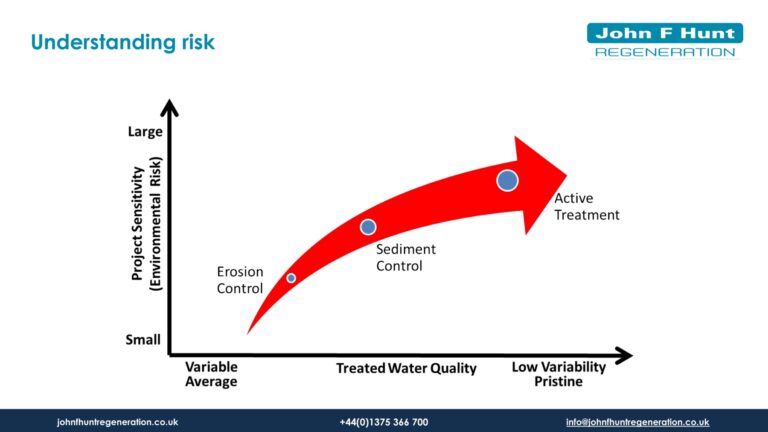 Understanding risk
John F Hunt
REGENERATION
Large
Project Sensitivity
(Environmental Risk)
Small
Erosion
Control
Sediment
Control
Active
Treatment
Variable
Average
Treated Water Quality
Low Variability
Pristine
johnfhuntregeneration.co.uk
+44(0)1375 366 700
info@johnfhuntregeneration.co.uk